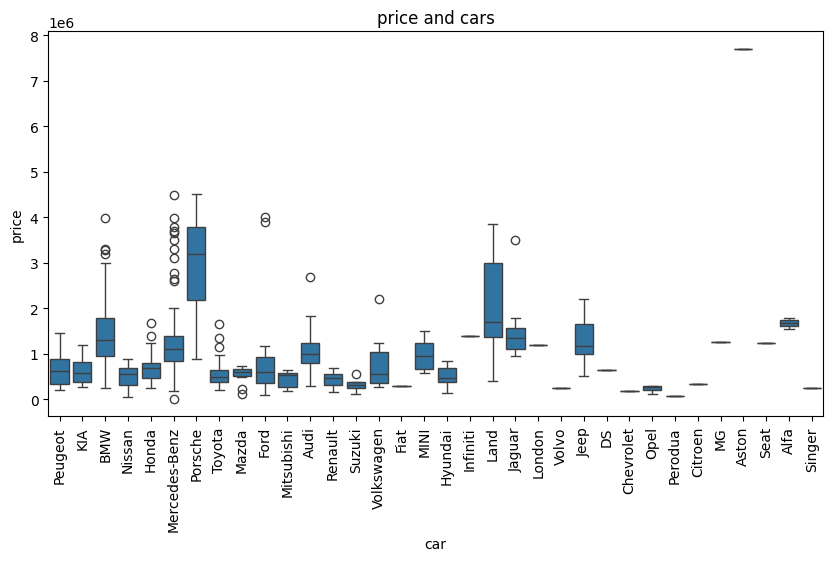 price and cars
1e6
8
7
6
5
4
3
2
1
0
price
Peugeot
KIA
BMW
Nissan
Honda
Mercedes-Benz
Porsche
Toyota
Mazda
Ford
Mitsubishi
Audi
Renault
Suzuki
Volkswagen
Fiat
MINI
Hyundai
Infiniti
Land
Jaguar
London
Volvo
Jeep
DS
Chevrolet
Opel
Perodua
Citroen
MG
Aston
Seat
Alfa
Singer
car